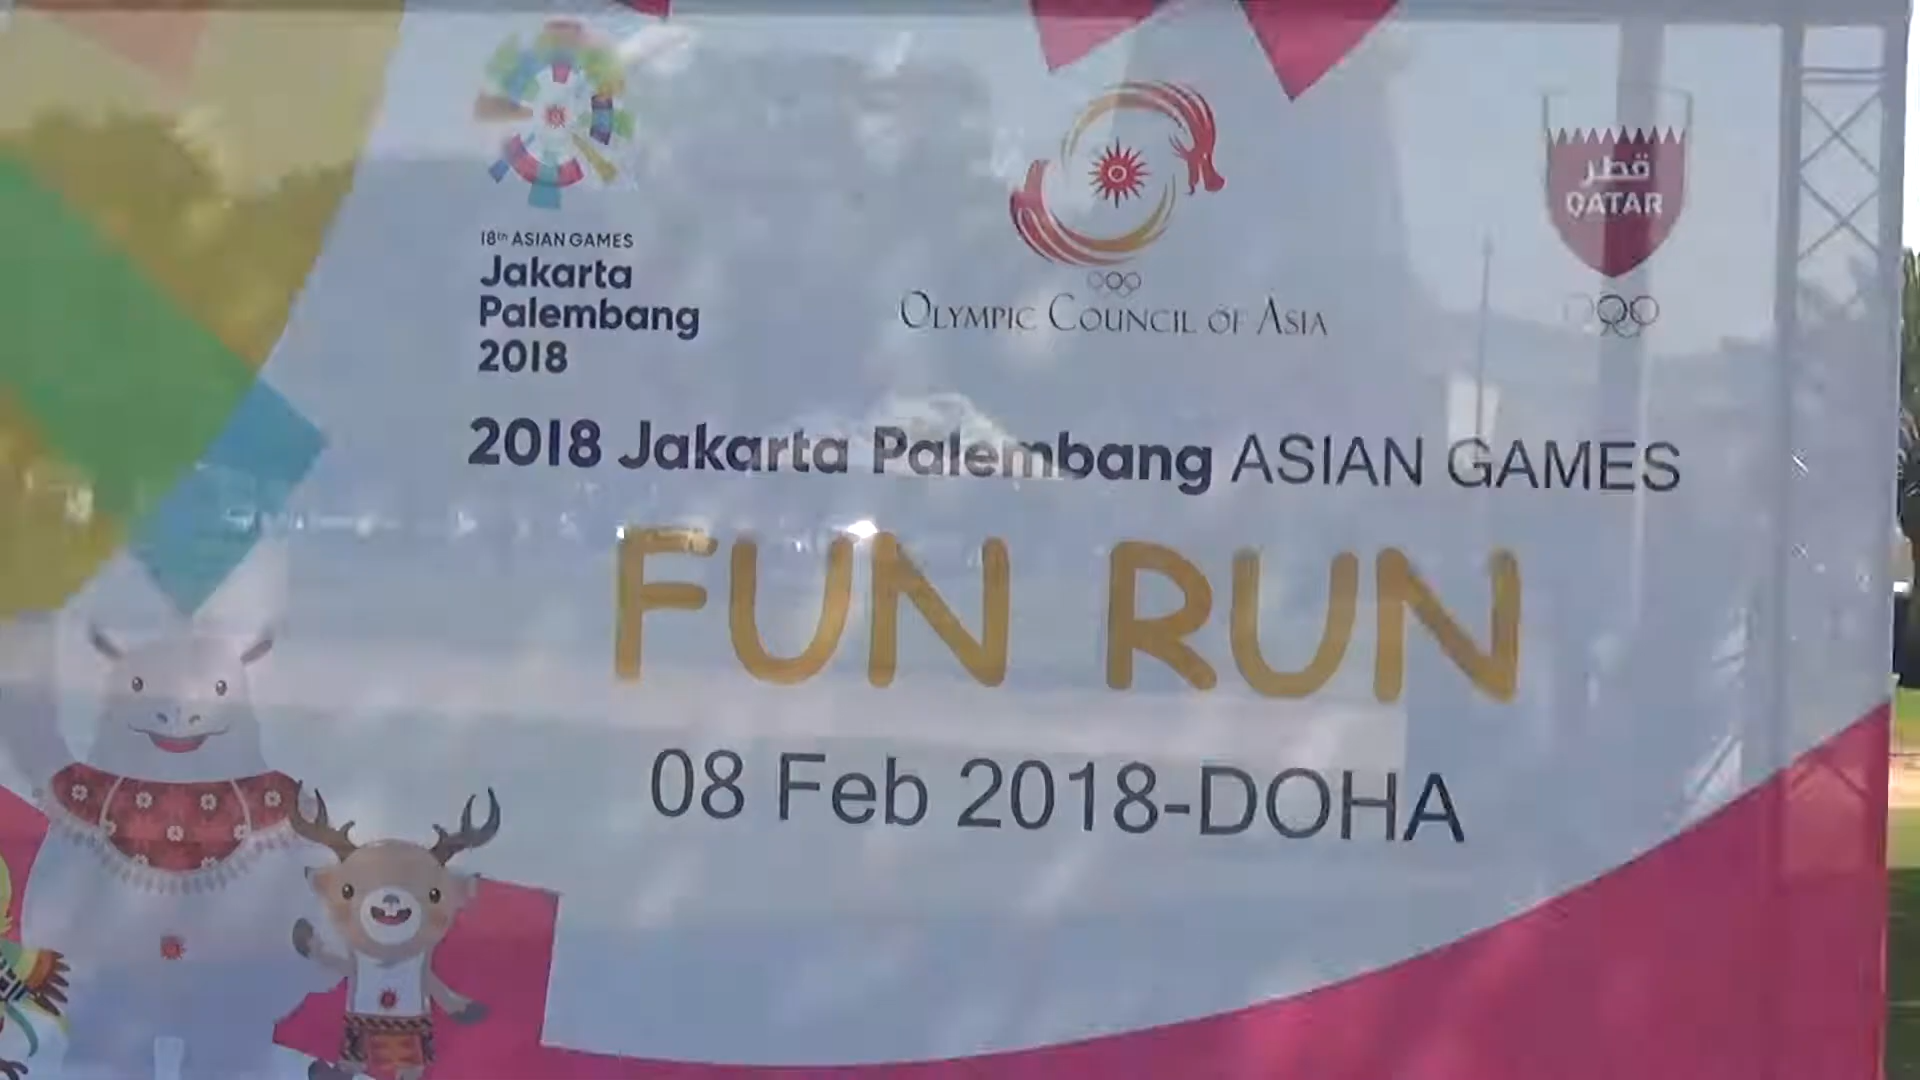 18th ASIAN GAMES
Jakarta
Palembang
2018
OLYMPIC COUNCIL OF ASIA
قطر
QATAR
2018 Jakarta Palembang ASIAN GAMES
FUN RUN
08 Feb 2018-DOHA